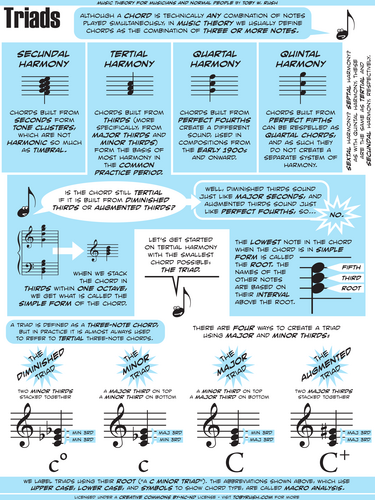 MUSIC THEORY FOR MUSICIANS AND NORMAL PEOPLE BY TOBY W. RUSH
Triads
ALTHOUGH A CHORD IS TECHNICALLY ANY COMBINATION OF NOTES
PLAYED SIMULTANEOUSLY, IN MUSIC THEORY WE USUALLY DEFINE
CHORDS AS THE COMBINATION OF THREE OR MORE NOTES.
SECUNDAL
HARMONY
CHORDS BUILT FROM
SECONDS FORM
TONE CLUSTERS,
WHICH ARE NOT
HARMONIC SO MUCH
AS TIMBRAL.
TERTIAL
HARMONY
CHORDS BUILT FROM
THIRDS (MORE
SPECIFICALLY, FROM
MAJOR THIRDS AND
MINOR THIRDS)
FORM THE BASIS OF
MOST HARMONY IN
THE COMMON
PRACTICE PERIOD.
QUARTAL
HARMONY
CHORDS BUILT FROM
PERFECT FOURTHS
CREATE A DIFFERENT
SOUND, USED IN
COMPOSITIONS FROM
THE EARLY 1900S
AND ONWARD.
QUINTAL
HARMONY
CHORDS BUILT FROM
PERFECT FIFTHS
CAN BE RESPELLED AS
QUARTAL CHORDS,
AND AS SUCH THEY
DO NOT CREATE A
SEPARATE SYSTEM OF
HARMONY.
SEXTAL HARMONY? SEPTAL HARMONY?
AS WITH QUINTAL HARMONY, THESE
ARE THE SAME AS TERTIAL AND
SECUNDAL HARMONY, RESPECTIVELY.
IS THE CHORD STILL TERTIAL
IF IT IS BUILT FROM DIMINISHED
THIRDS OR AUGMENTED THIRDS?
WELL, DIMINISHED THIRDS SOUND
JUST LIKE MAJOR SECONDS, AND
AUGMENTED THIRDS SOUND JUST
LIKE PERFECT FOURTHS, SO...
NO.
WHEN WE STACK
THE CHORD IN
THIRDS WITHIN ONE OCTAVE,
WE GET WHAT IS CALLED THE
SIMPLE FORM OF THE CHORD.
LET'S GET STARTED
ON TERTIAL HARMONY
WITH THE SMALLEST
CHORD POSSIBLE:
THE TRIAD.
THE LOWEST NOTE IN THE CHORD
WHEN THE CHORD IS IN SIMPLE
FORM IS CALLED
THE ROOT. THE
NAMES OF THE
OTHER NOTES
ARE BASED ON
THEIR INTERVAL
ABOVE THE ROOT.
FIFTH
THIRD
ROOT
A TRIAD IS DEFINED AS A THREE-NOTE CHORD,
BUT IN PRACTICE IT IS ALMOST ALWAYS USED
TO REFER TO TERTIAL THREE-NOTE CHORDS.
THERE ARE FOUR WAYS TO CREATE A TRIAD
USING MAJOR AND MINOR THIRDS:
THE
DIMINISHED
TRIAD
TWO MINOR THIRDS
STACKED TOGETHER
MIN 3RD
MIN 3RD
c°
THE
MINOR
TRIAD
A MAJOR THIRD ON TOP
A MINOR THIRD ON BOTTOM
MAJ 3RD
MIN 3RD
c
THE
MAJOR
TRIAD
A MINOR THIRD ON TOP
A MAJOR THIRD ON BOTTOM
MIN 3RD
MAJ 3RD
C
THE
AUGMENTED
TRIAD
TWO MAJOR THIRDS
STACKED TOGETHER
MAJ 3RD
MAJ 3RD
C+
WE LABEL TRIADS USING THEIR ROOT ("A C MINOR TRIAD"). THE ABBREVIATIONS SHOWN ABOVE, WHICH USE
UPPER CASE, LOWER CASE, AND SYMBOLS TO SHOW CHORD TYPE, ARE CALLED MACRO ANALYSIS.
LICENSED UNDER A CREATIVE COMMONS BY-NC-ND LICENSE - VISIT TOBYRUSH.COM FOR MORE